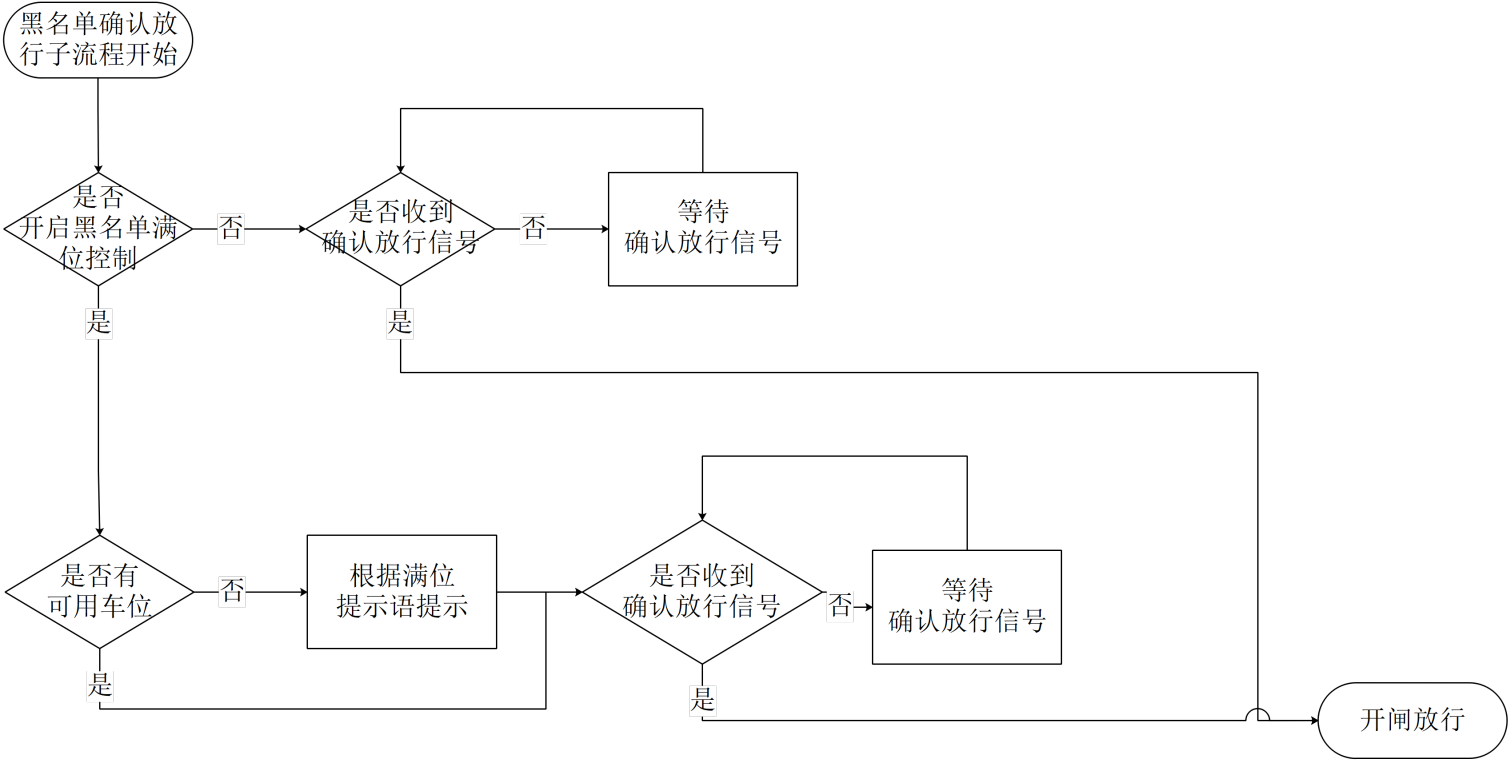 黑名单确认放
行子流程开始
是否
开启黑名单满
位控制
否
是否收到
确认放行信号
否
等待
确认放行信号
是
是
是否有
可用车位
否
根据满位
提示语提示
是否收到
确认放行信号
否
等待
确认放行信号
是
是
开闸放行